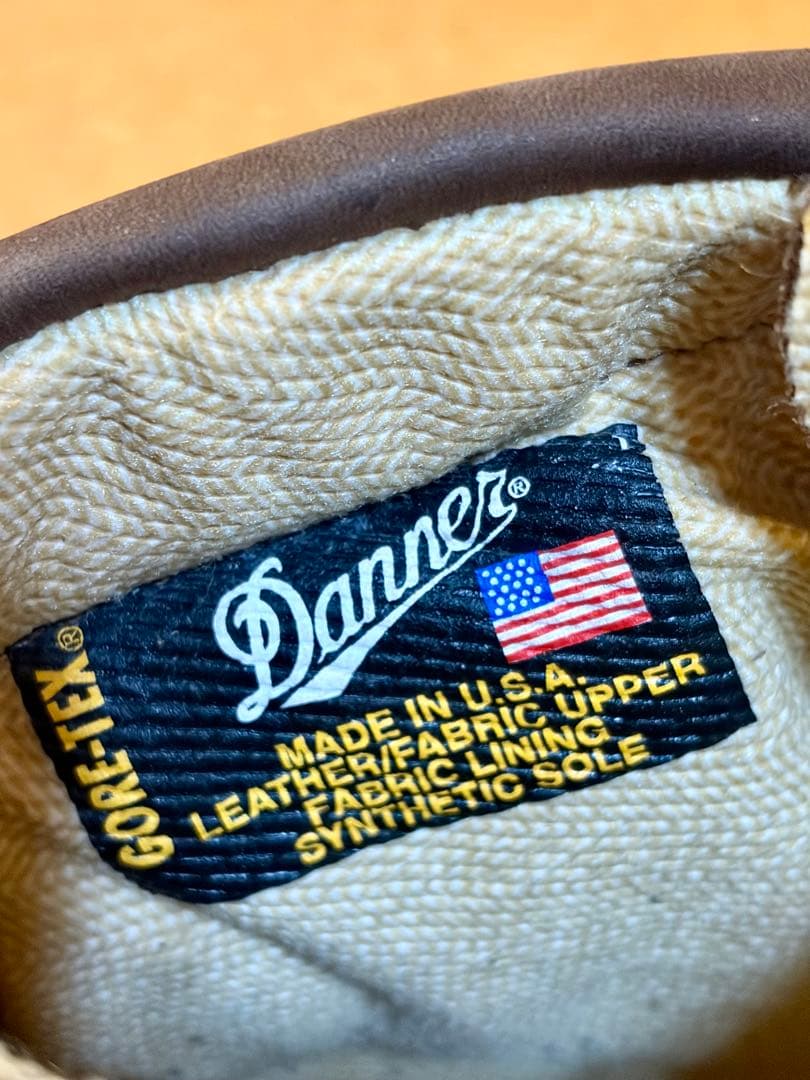 Danner®
GORE-TEX®
MADE IN U.S.A.
LEATHER/FABRIC UPPER
FABRIC LINING
SYNTHETIC SOLE